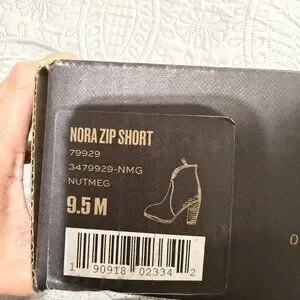 NORA ZIP SHORT
79929
3479929-NMG
NUTMEG
9.5 M
1 90918 02334 2